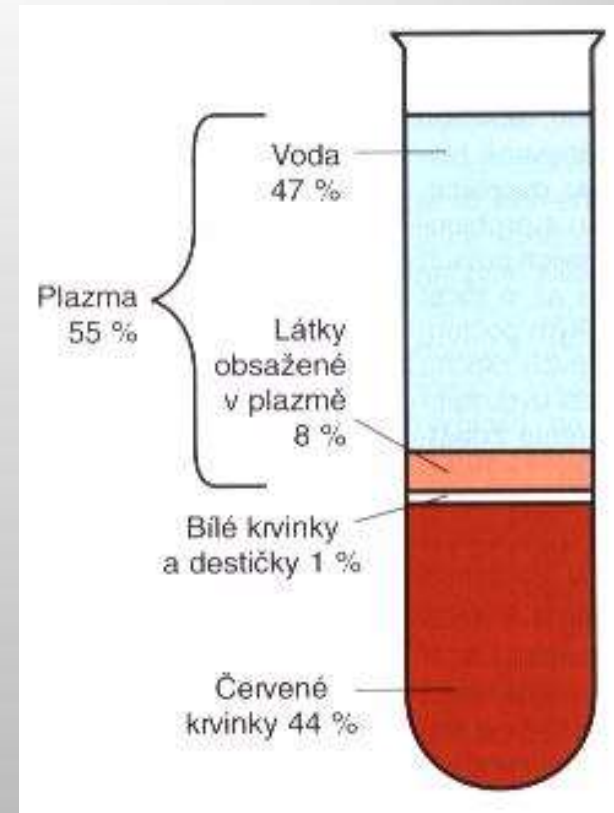 Voda
47 %
Plazma
55 %
Látky
obsažené
v plazmě
8 %
Bílé krvinky
a destičky 1 %
Červené
krvinky 44 %